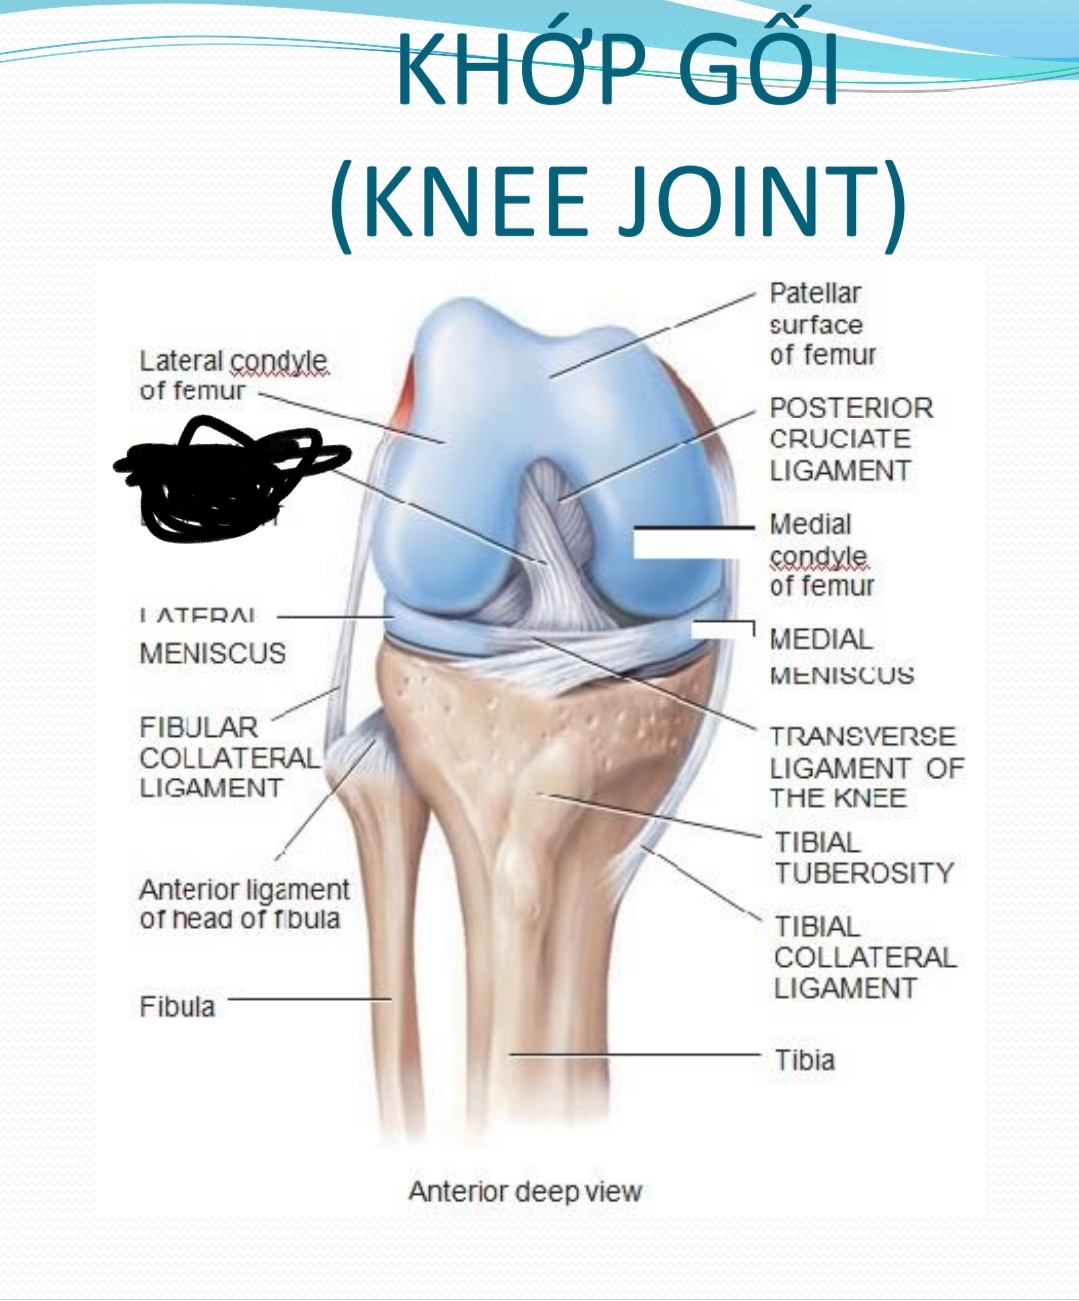 KHỚP GỐI
(KNEE JOINT)
Patellar
surface
of femur
Lateral condyle
of femur
POSTERIOR
CRUCIATE
LIGAMENT
Medial
condyle
of femur
LATERAL
MENISCUS
MEDIAL
MENISCUS
FIBULAR
COLLATERAL
LIGAMENT
TRANSVERSE
LIGAMENT OF
THE KNEE
TIBIAL
TUBEROSITY
Anterior ligament
of head of fibula
TIBIAL
COLLATERAL
LIGAMENT
Fibula
Tibia
Anterior deep view